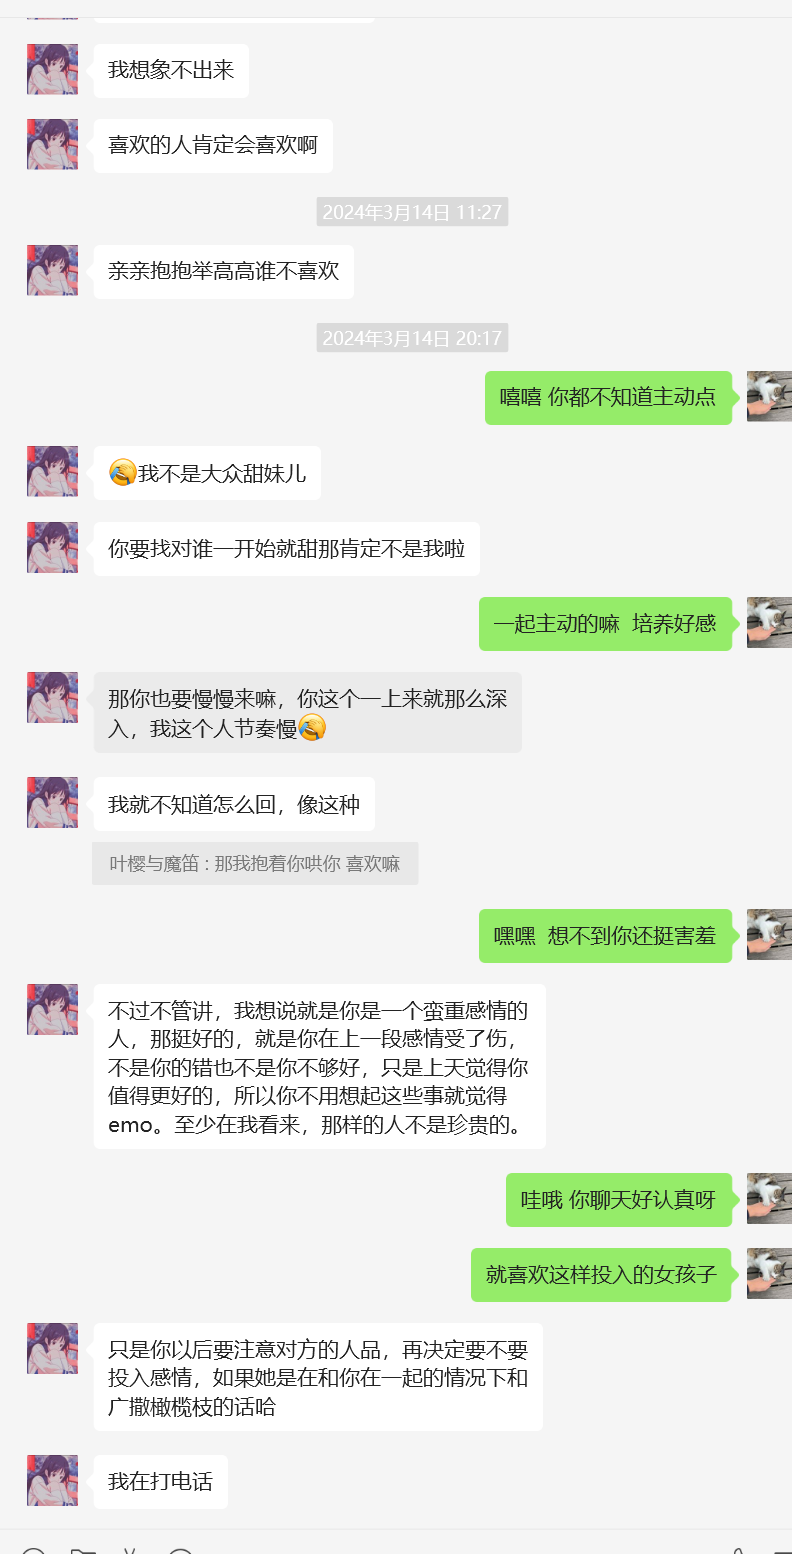 我想象不出来
喜欢的人肯定会喜欢啊
2024年3月14日 11:27
亲亲抱抱举高高谁不喜欢
2024年3月14日 20:17
嘻嘻 你都不知道主动点
🤣我不是大众甜妹儿
你要找对谁一开始就甜那肯定不是我啦
一起主动的嘛 培养好感
那你也要慢慢来嘛，你这个一上来就那么深
入，我这个人节奏慢🤣
我就不知道怎么回，像这种
叶樱与魔笛 : 那我抱着你哄你 喜欢嘛
嘿嘿 想不到你还挺害羞
不过不管讲，我想说就是你是一个蛮重感情的
人，那挺好的，就是你在上一段感情受了伤，
不是你的错也不是你不够好，只是上天觉得你
值得更好的，所以你不用想起这些事就觉得
emo。至少在我看来，那样的人不是珍贵的。
哇哦 你聊天好认真呀
就喜欢这样投入的女孩子
只是你以后要注意对方的人品，再决定要不要
投入感情，如果她是在和你在一起的情况下和
广撒橄榄枝的话哈
我在打电话